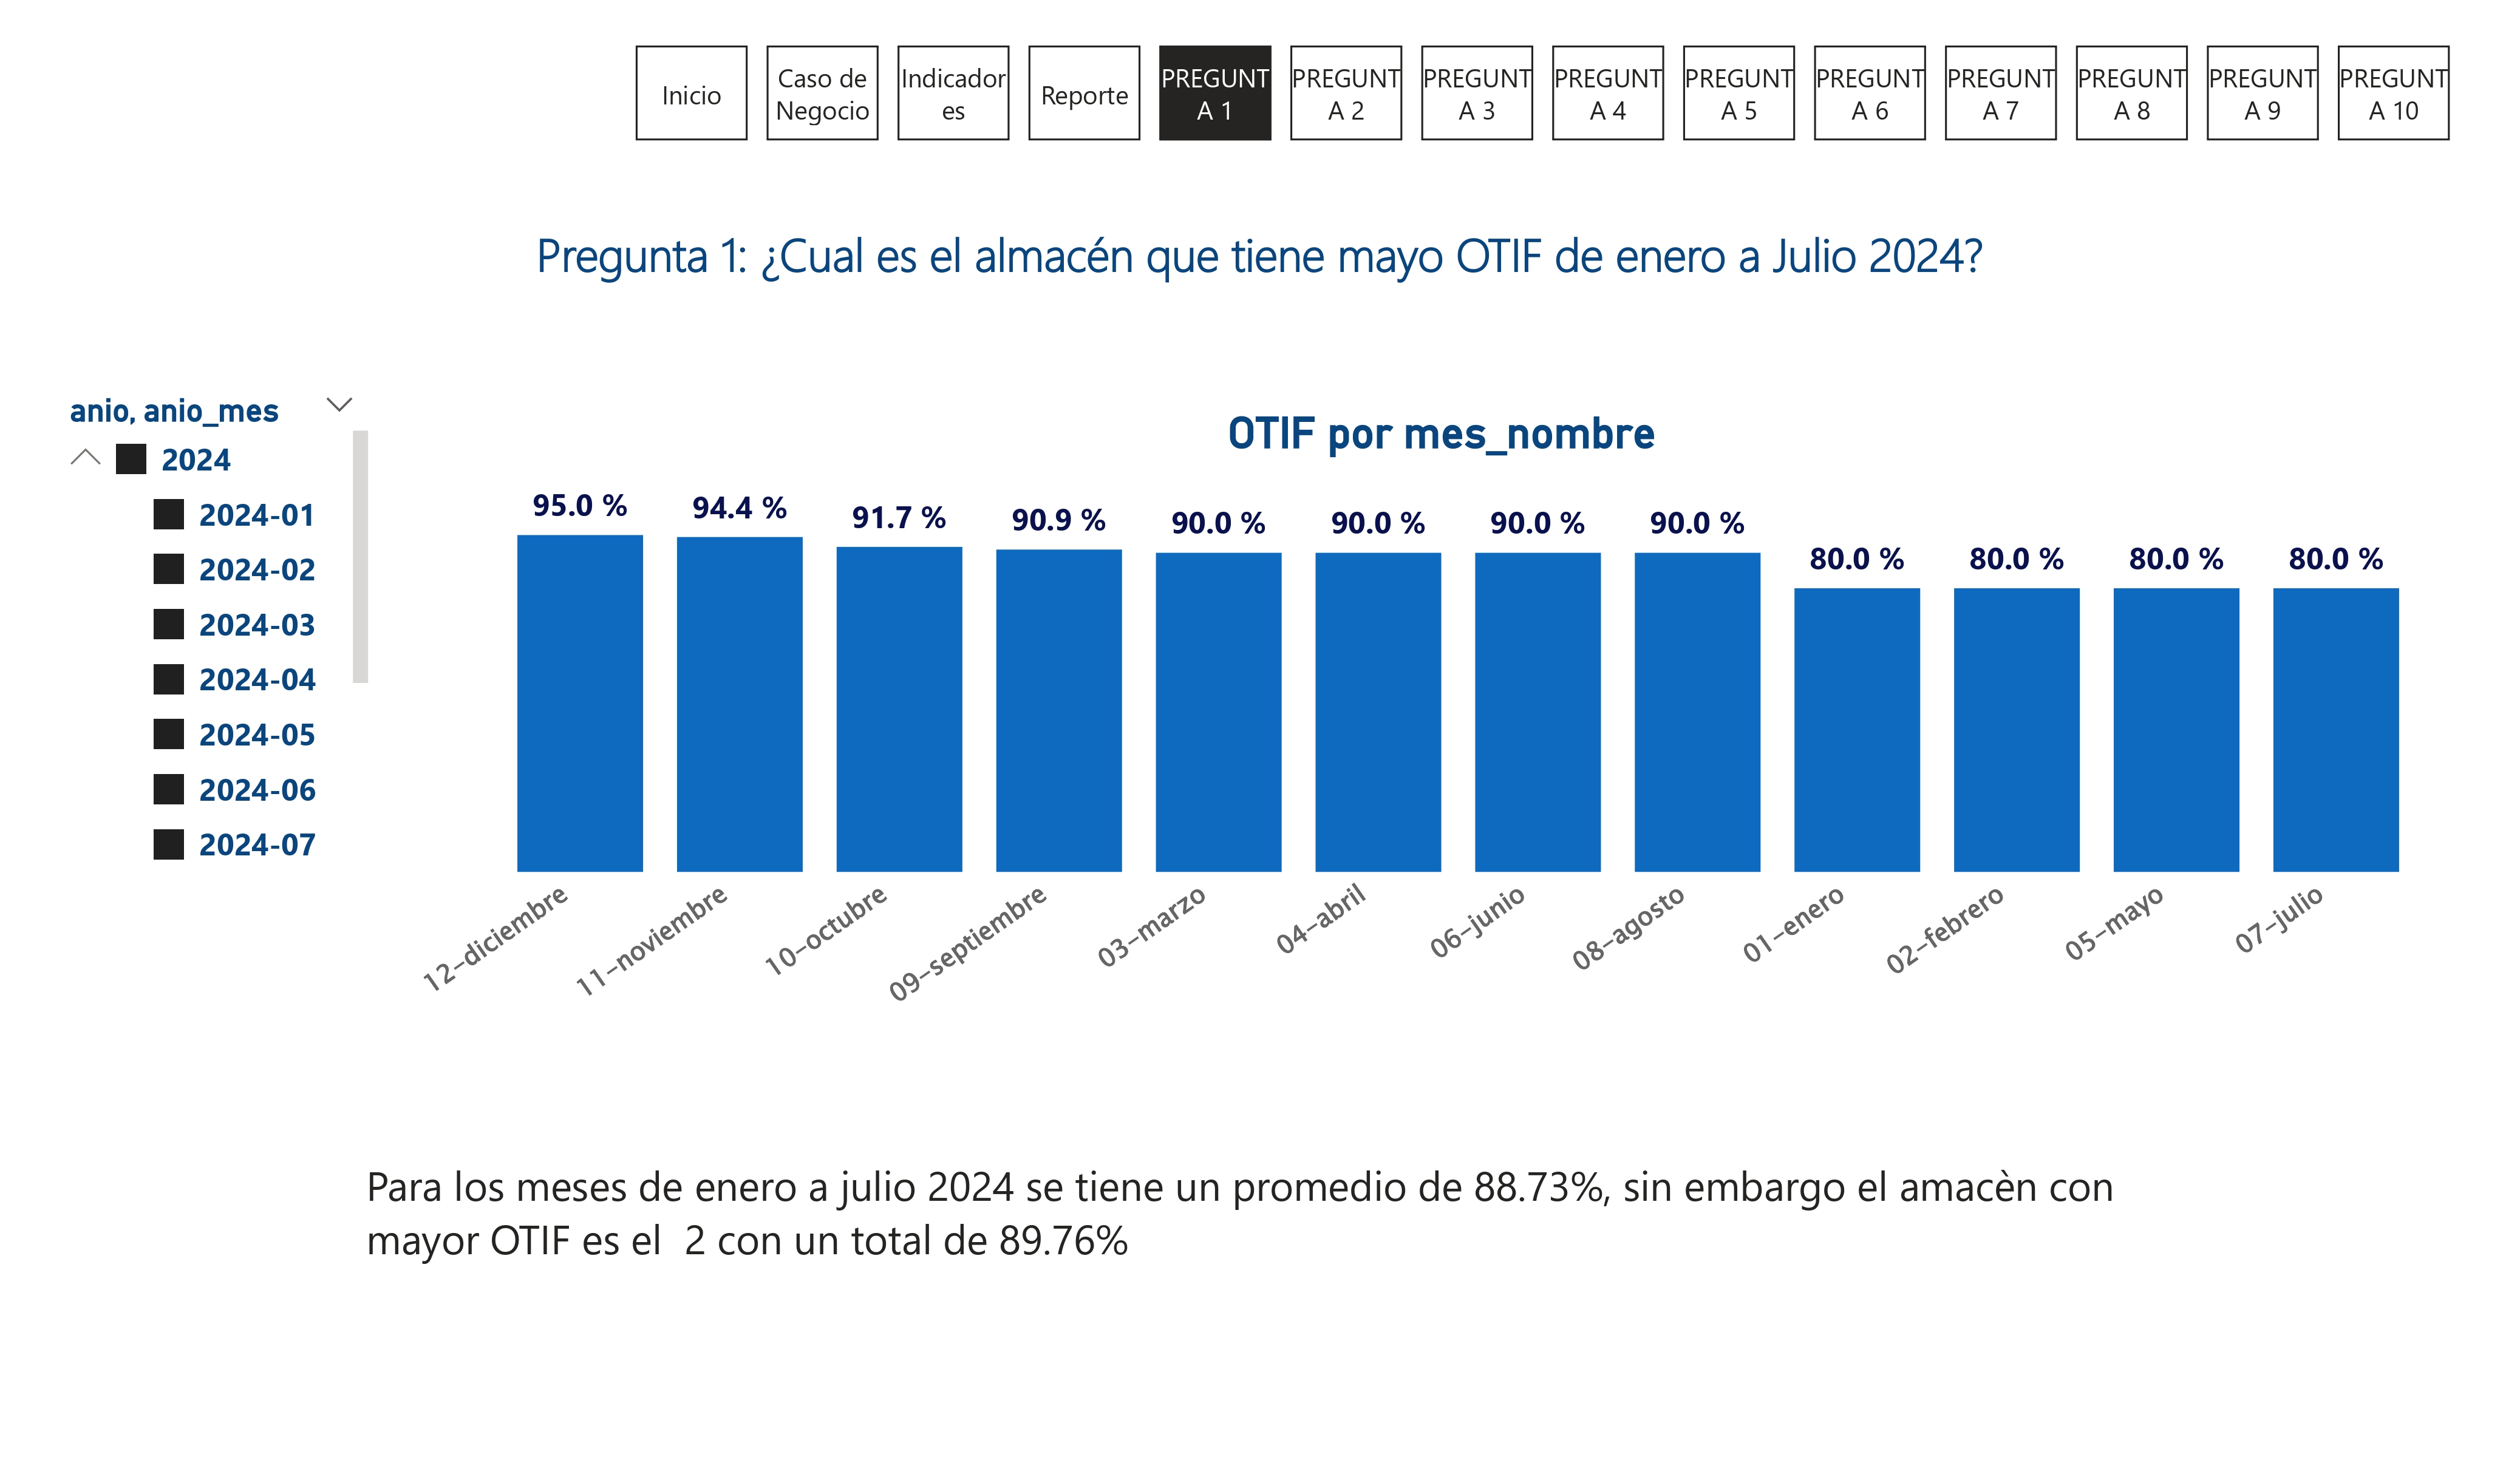 Inicio
Caso de
Negocio
Indicador
es
Reporte
PREGUNT
A 1
PREGUNT
A 2
PREGUNT
A 3
PREGUNT
A 4
PREGUNT
A 5
PREGUNT
A 6
PREGUNT
A 7
PREGUNT
A 8
PREGUNT
A 9
PREGUNT
A 10
Pregunta 1: ¿Cual es el almacén que tiene mayo OTIF de enero a Julio 2024?
anio, anio_mes
2024
2024-01
2024-02
2024-03
2024-04
2024-05
2024-06
2024-07
OTIF por mes_nombre
95.0 %
94.4 %
91.7 %
90.9 %
90.0 %
90.0 %
90.0 %
90.0 %
80.0 %
80.0 %
80.0 %
80.0 %
12-diciembre
11-noviembre
10-octubre
09-septiembre
03-marzo
04-abril
06-junio
08-agosto
01-enero
02-febrero
05-mayo
07-julio
Para los meses de enero a julio 2024 se tiene un promedio de 88.73%, sin embargo el amacèn con
mayor OTIF es el  2 con un total de 89.76%